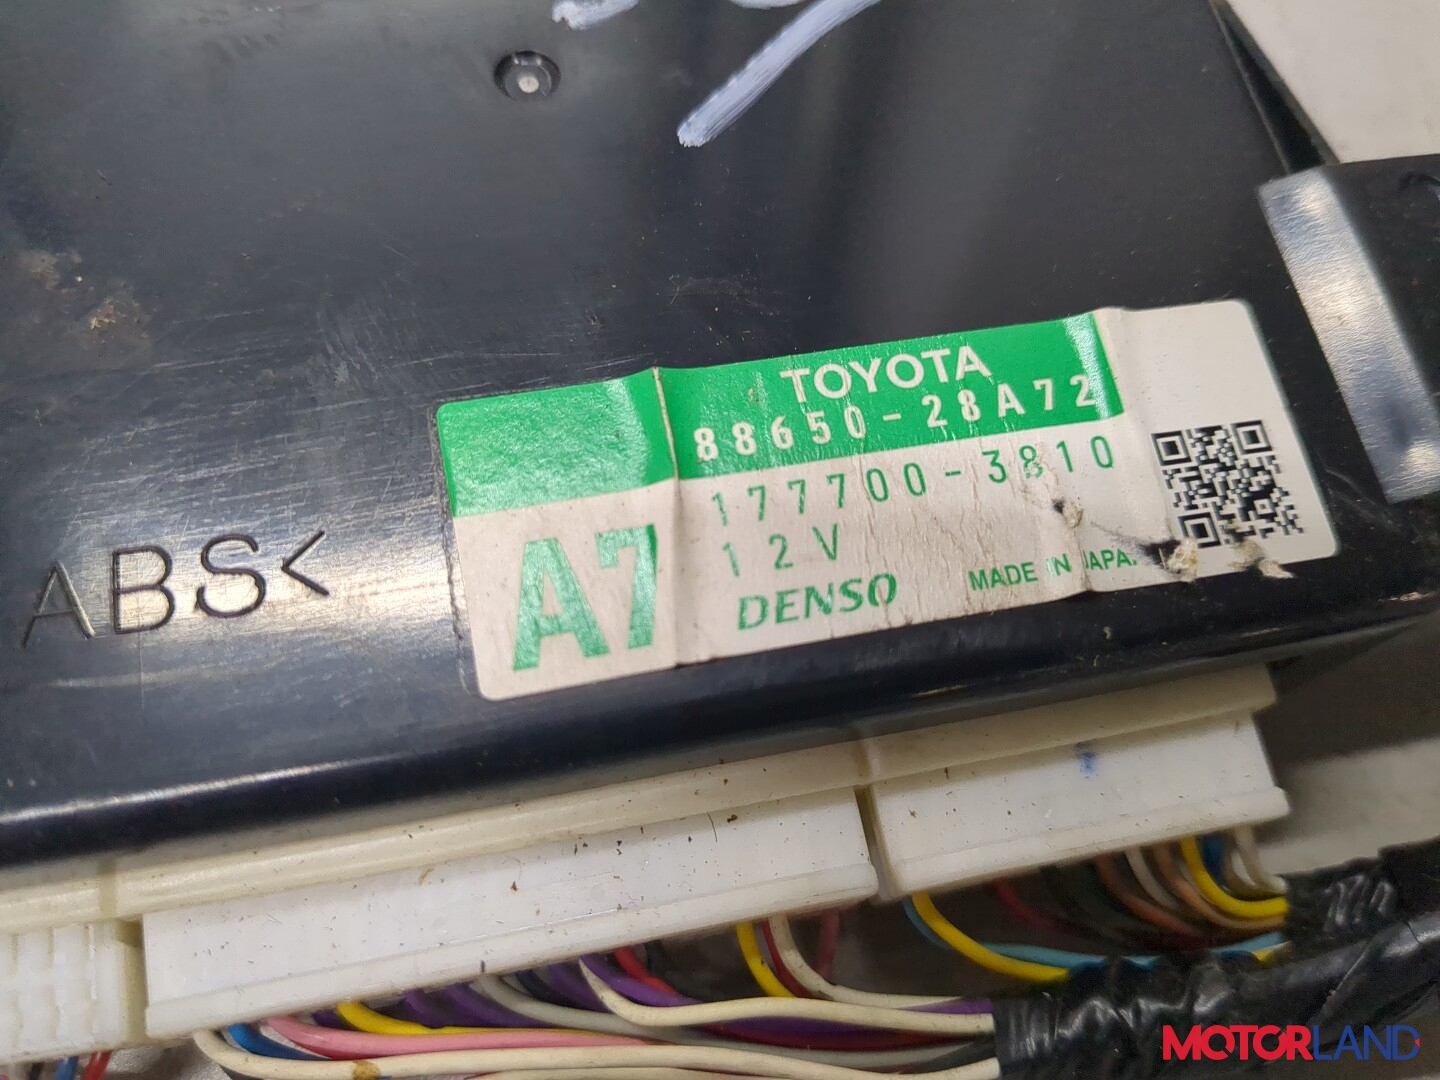 TOYOTA
88650-28A72
177700-3810
12V
A7
DENSO
MADE IN JAPAN
ABS<
MOTORLAND